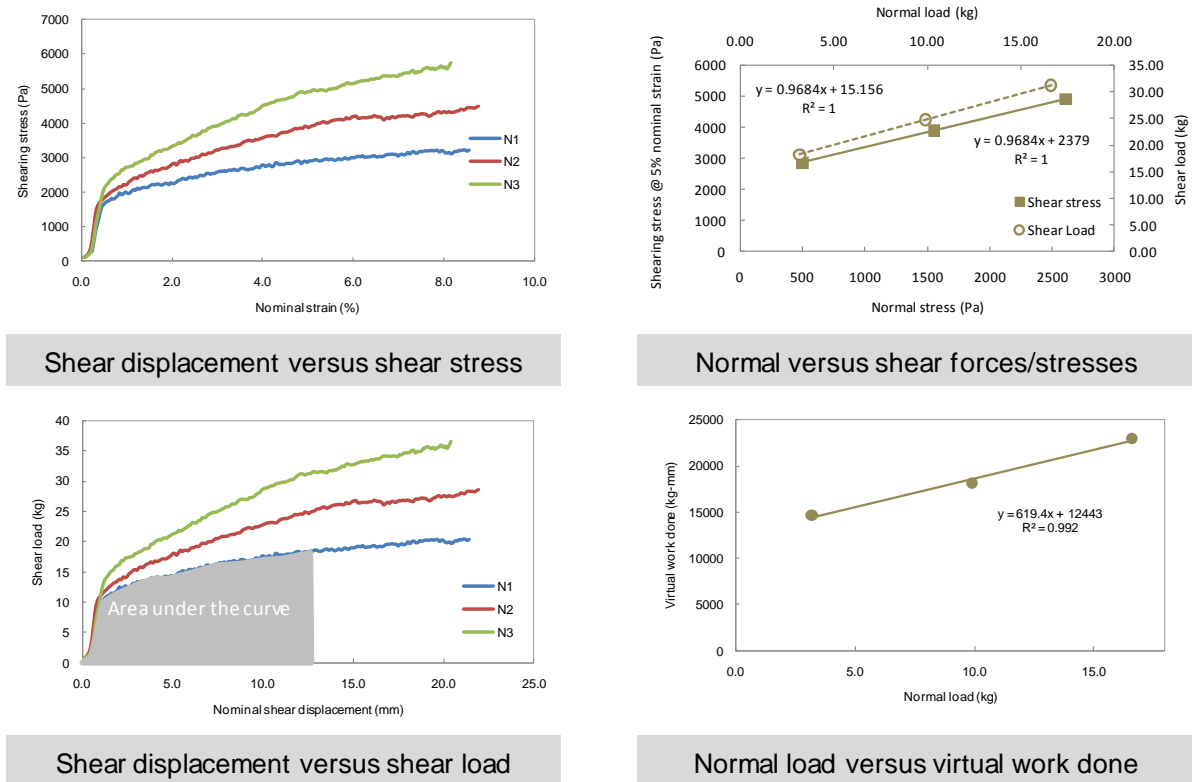 7000
6000
5000
4000
3000
2000
1000
0
Shearing stress (Pa)
N1
N2
N3
0.0 2.0 4.0 6.0 8.0 10.0
Nominal strain (%)
Shear displacement versus shear stress
Normal load (kg)
0.00 5.00 10.00 15.00 20.00
6000
5000
4000
3000
2000
1000
0
Shearing stress @ 5% nominal strain (Pa)
y = 0.9684x + 15.156
R² = 1
y = 0.9684x + 2379
R² = 1
Shear stress
Shear Load
35.00
30.00
25.00
20.00
15.00
10.00
5.00
0.00
Shear load (kg)
0 500 1000 1500 2000 2500 3000
Normal stress (Pa)
Normal versus shear forces/stresses
40
35
30
25
20
15
10
5
0
Shear load (kg)
Area under the curve
N1
N2
N3
0.0 5.0 10.0 15.0 20.0 25.0
Nominal shear displacement (mm)
Shear displacement versus shear load
25000
20000
15000
10000
5000
0
Virtual work done (kg-mm)
y = 619.4x + 12443
R² = 0.992
0.0 5.0 10.0 15.0
Normal load (kg)
Normal load versus virtual work done